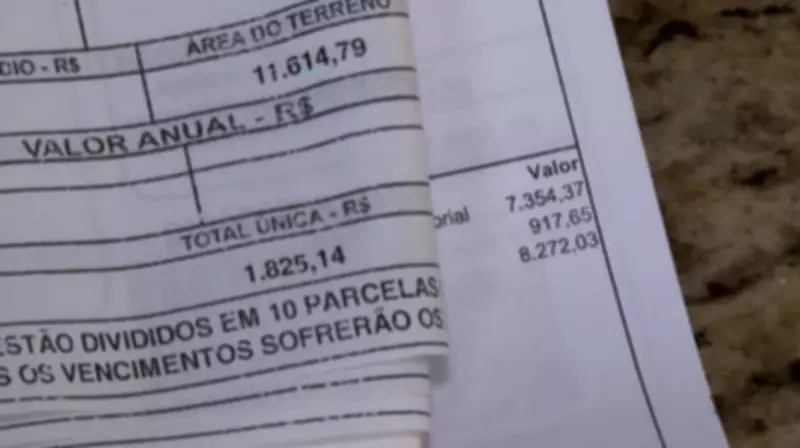 ÁREA DO TERRENO
DIO - R$
11.614,79
VALOR ANUAL - R$
TOTAL ÚNICA - R$
1.825,14
ESTÃO DIVIDIDOS EM 10 PARCELAS
S OS VENCIMENTOS SOFRERÃO OS
Valor
orial 7.354,37
917,65
8.272,03